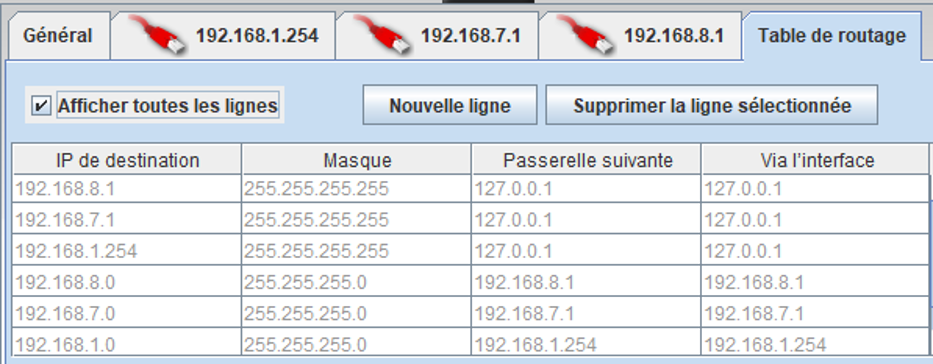 Général 192.168.1.254 192.168.7.1 192.168.8.1 Table de routage
Afficher toutes les lignes Nouvelle ligne Supprimer la ligne sélectionnée
IP de destination Masque Passerelle suivante Via l'interface
192.168.8.1 255.255.255.255 127.0.0.1 127.0.0.1
192.168.7.1 255.255.255.255 127.0.0.1 127.0.0.1
192.168.1.254 255.255.255.255 127.0.0.1 127.0.0.1
192.168.8.0 255.255.255.0 192.168.8.1 192.168.8.1
192.168.7.0 255.255.255.0 192.168.7.1 192.168.7.1
192.168.1.0 255.255.255.0 192.168.1.254 192.168.1.254